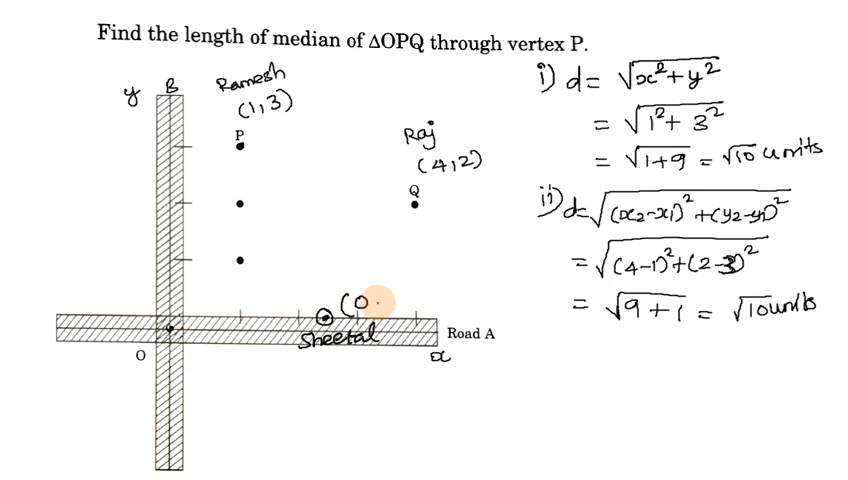 Find the length of median of ΔOPQ through vertex P.
y
B
Ramesh
(1,3)
P
Raj
(4,2)
Q
(0
Sheetal
Road A
O
x
i) d = √x²+y²
= √1²+3²
= √1+9 = √10 units
ii) d = √(x2-x1)²+(y2-y1)²
= √(4-1)²+(2-3)²
= √9+1 = √10 units